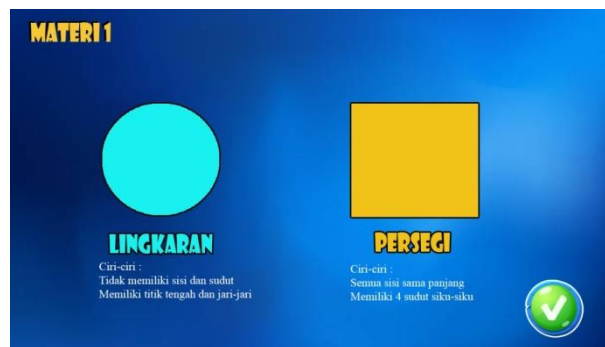 MATERI 1
LINGKARAN
Ciri-ciri :
Tidak memiliki sisi dan sudut
Memiliki titik tengah dan jari-jari
PERSEGI
Ciri-ciri :
Semua sisi sama panjang
Memiliki 4 sudut siku-siku